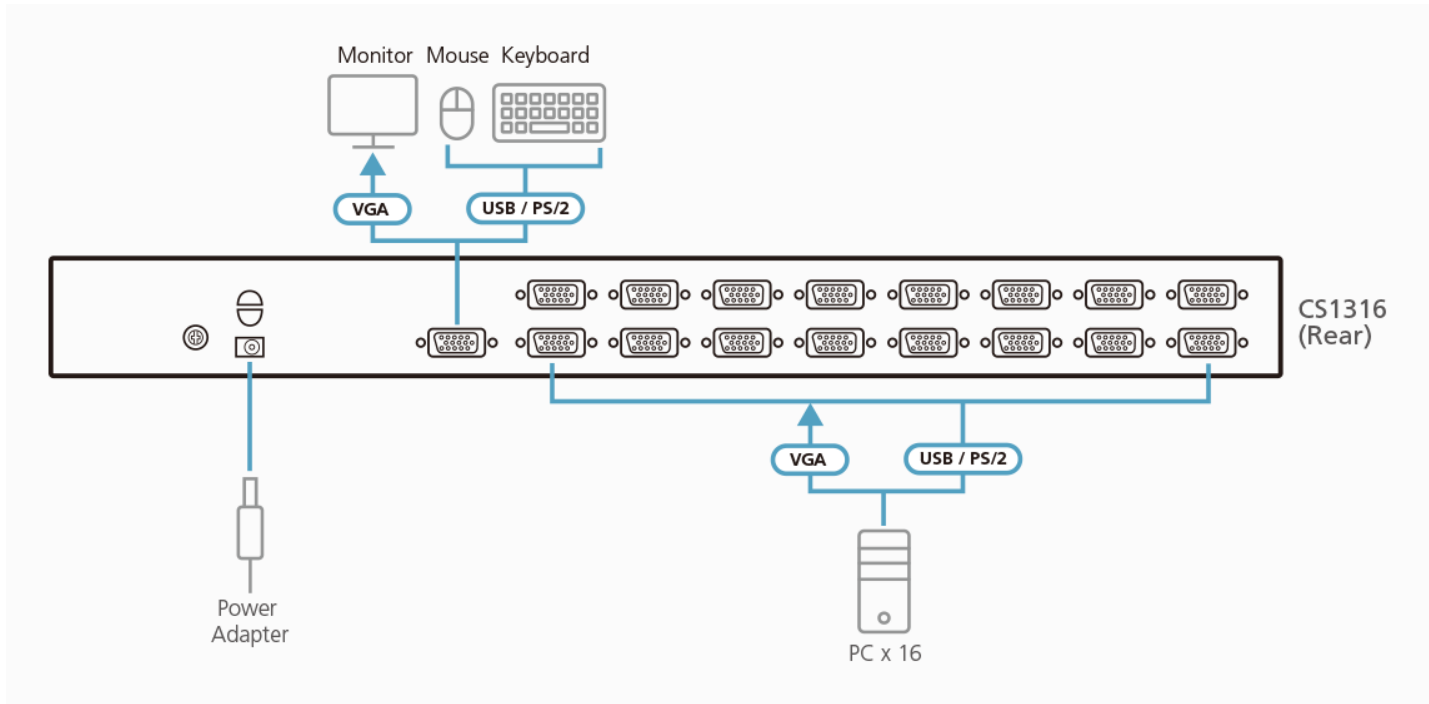 Monitor Mouse Keyboard
VGA
USB / PS/2
CS1316
(Rear)
VGA
USB / PS/2
Power
Adapter
PC x 16